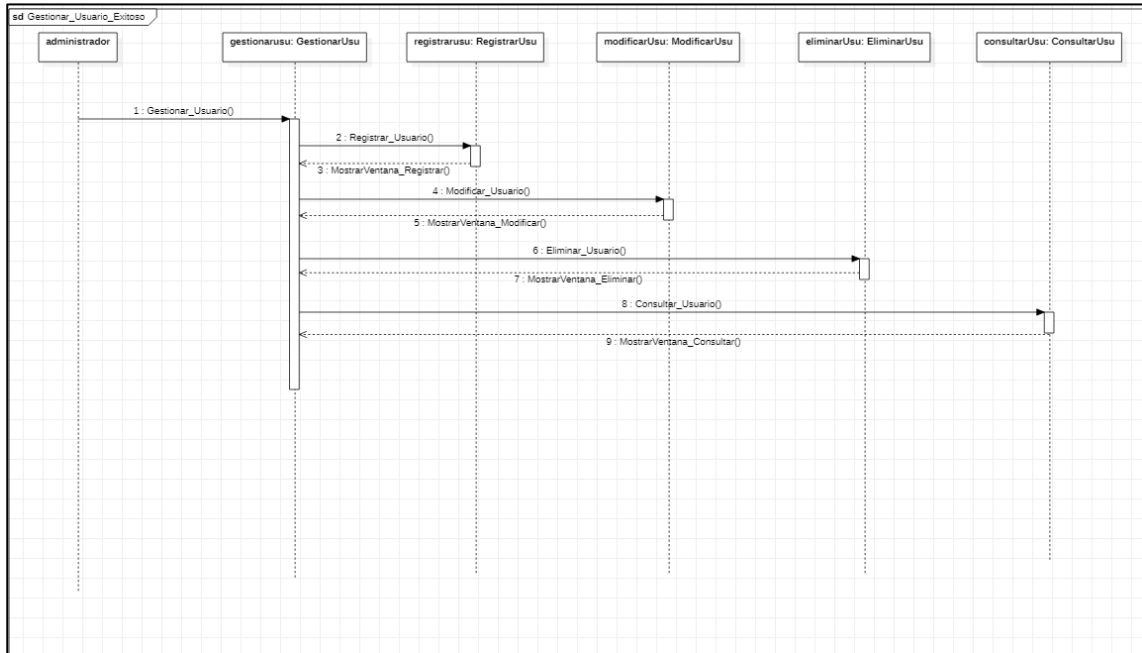 sd Gestionar_Usuario_Exitoso
administrador
gestionarusu: GestionarUsu
registrarusu: RegistrarUsu
modificarUsu: ModificarUsu
eliminarUsu: EliminarUsu
consultarUsu: ConsultarUsu
1 : Gestionar_Usuario()
2 : Registrar_Usuario()
3 : MostrarVentana_Registrar()
4 : Modificar_Usuario()
5 : MostrarVentana_Modificar()
6 : Eliminar_Usuario()
7 : MostrarVentana_Eliminar()
8 : Consultar_Usuario()
9 : MostrarVentana_Consultar()